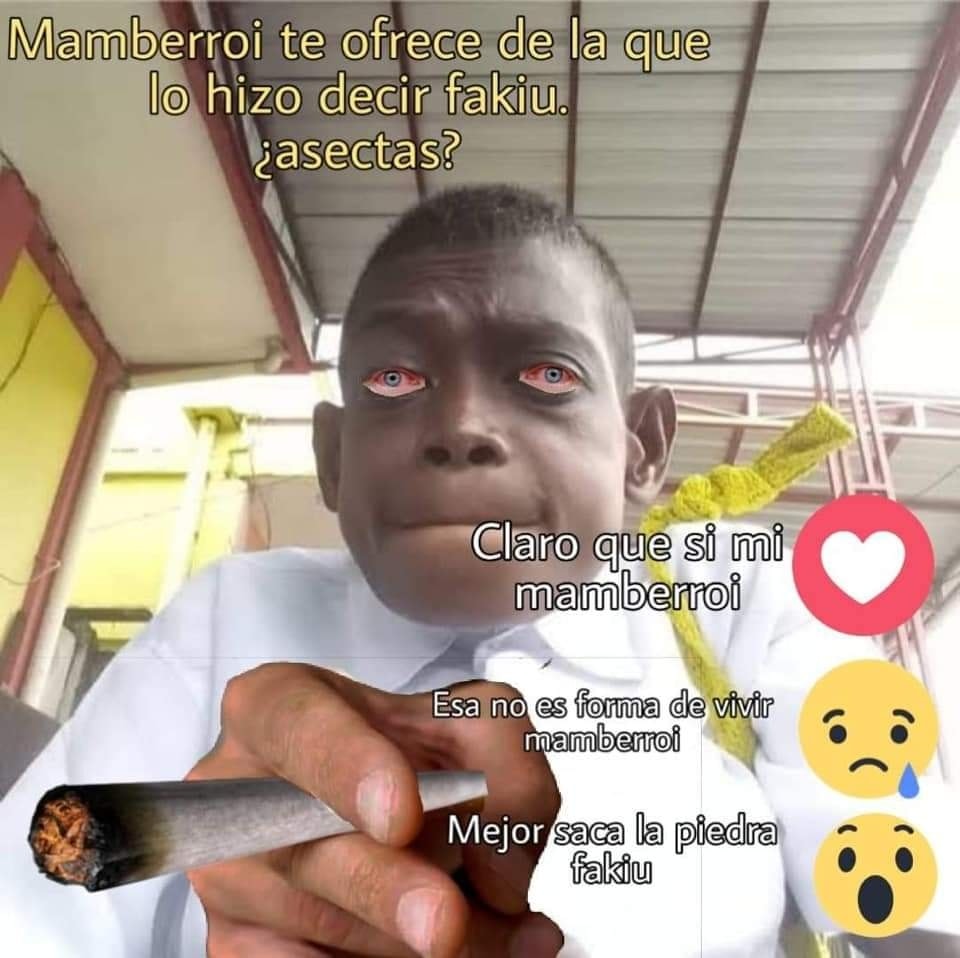 Mamberroi te ofrece de la que
lo hizo decir fakiu.
¿asectas?
Claro que si mi
mamberroi
Esa no es forma de vivir
mamberroi
Mejor saca la piedra
fakiu